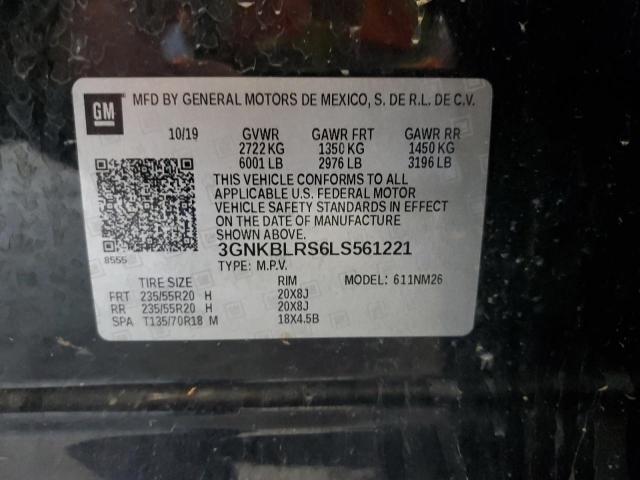 GM
MFD BY GENERAL MOTORS DE MEXICO, S. DE R.L. DE C.V.
10/19 GVWR GAWR FRT GAWR RR
2722 KG 1350 KG 1450 KG
6001 LB 2976 LB 3196 LB
THIS VEHICLE CONFORMS TO ALL
APPLICABLE U.S. FEDERAL MOTOR
VEHICLE SAFETY STANDARDS IN EFFECT
ON THE DATE OF MANUFACTURE
SHOWN ABOVE.
8555
3GNKBLRS6LS561221
TYPE: M.P.V.
TIRE SIZE RIM MODEL: 611NM26
FRT 235/55R20 H 20X8J
RR 235/55R20 H 20X8J
SPA T135/70R18 M 18X4.5B